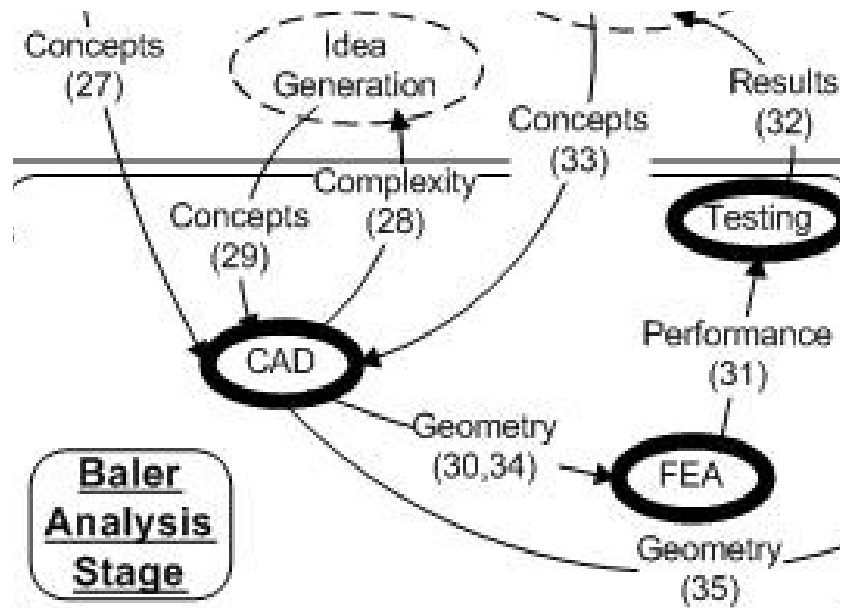 Concepts
(27)
Idea
Generation
Concepts
(33)
Results
(32)
Complexity
(28)
Concepts
(29)
Testing
CAD
Performance
(31)
Geometry
(30,34)
FEA
Baler
Analysis
Stage
Geometry
(35)